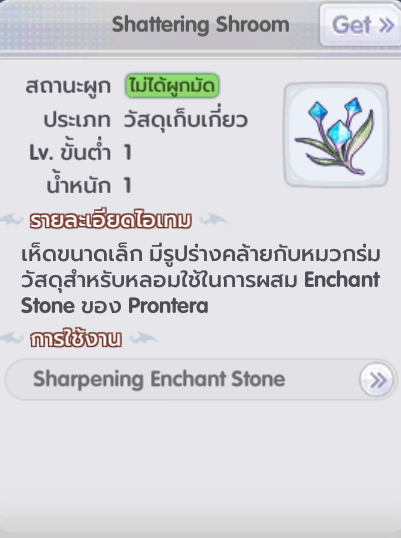 Shattering Shroom
Get »
สถานะผูก ไม่ได้ผูกมัด
ประเภท วัสดุเก็บเกี่ยว
Lv. ขั้นต่ำ 1
น้ำหนัก 1
รายละเอียดไอเทม
เห็ดขนาดเล็ก มีรูปร่างคล้ายกับหมวกร่ม
วัสดุสำหรับหลอมใช้ในการผสม Enchant
Stone ของ Prontera
การใช้งาน
Sharpening Enchant Stone »